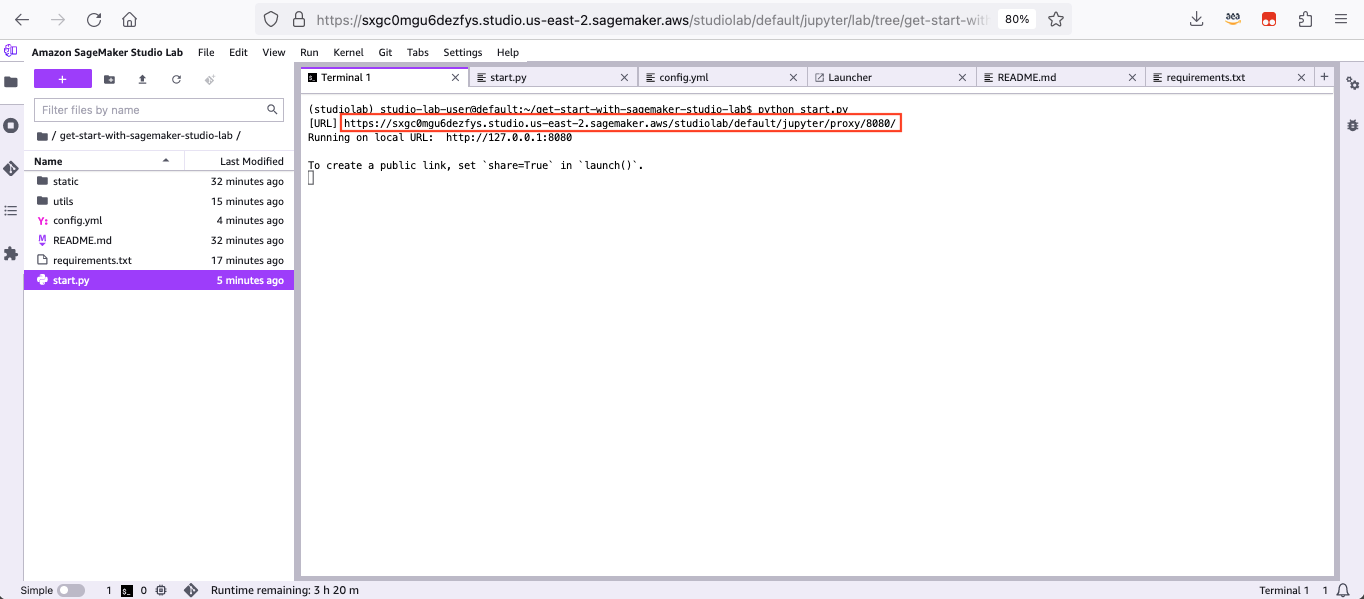 https://sxgc0mgu6dezfys.studio.us-east-2.sagemaker.aws/studiolab/default/jupyter/lab/tree/get-start-with 80%
Amazon SageMaker Studio Lab File Edit View Run Kernel Git Tabs Settings Help
+
Filter files by name
/ get-start-with-sagemaker-studio-lab /
Name Last Modified
static 32 minutes ago
utils 15 minutes ago
Y: config.yml 4 minutes ago
README.md 32 minutes ago
requirements.txt 17 minutes ago
start.py 5 minutes ago
Terminal 1 start.py config.yml Launcher README.md requirements.txt +
(studiolab) studio-lab-user@default:~/get-start-with-sagemaker-studio-lab$ python start.py
[URL] https://sxgc0mgu6dezfys.studio.us-east-2.sagemaker.aws/studiolab/default/jupyter/proxy/8080/
Running on local URL: http://127.0.0.1:8080
To create a public link, set `share=True` in `launch()`.
Simple 1 0 Runtime remaining: 3 h 20 m Terminal 1 1